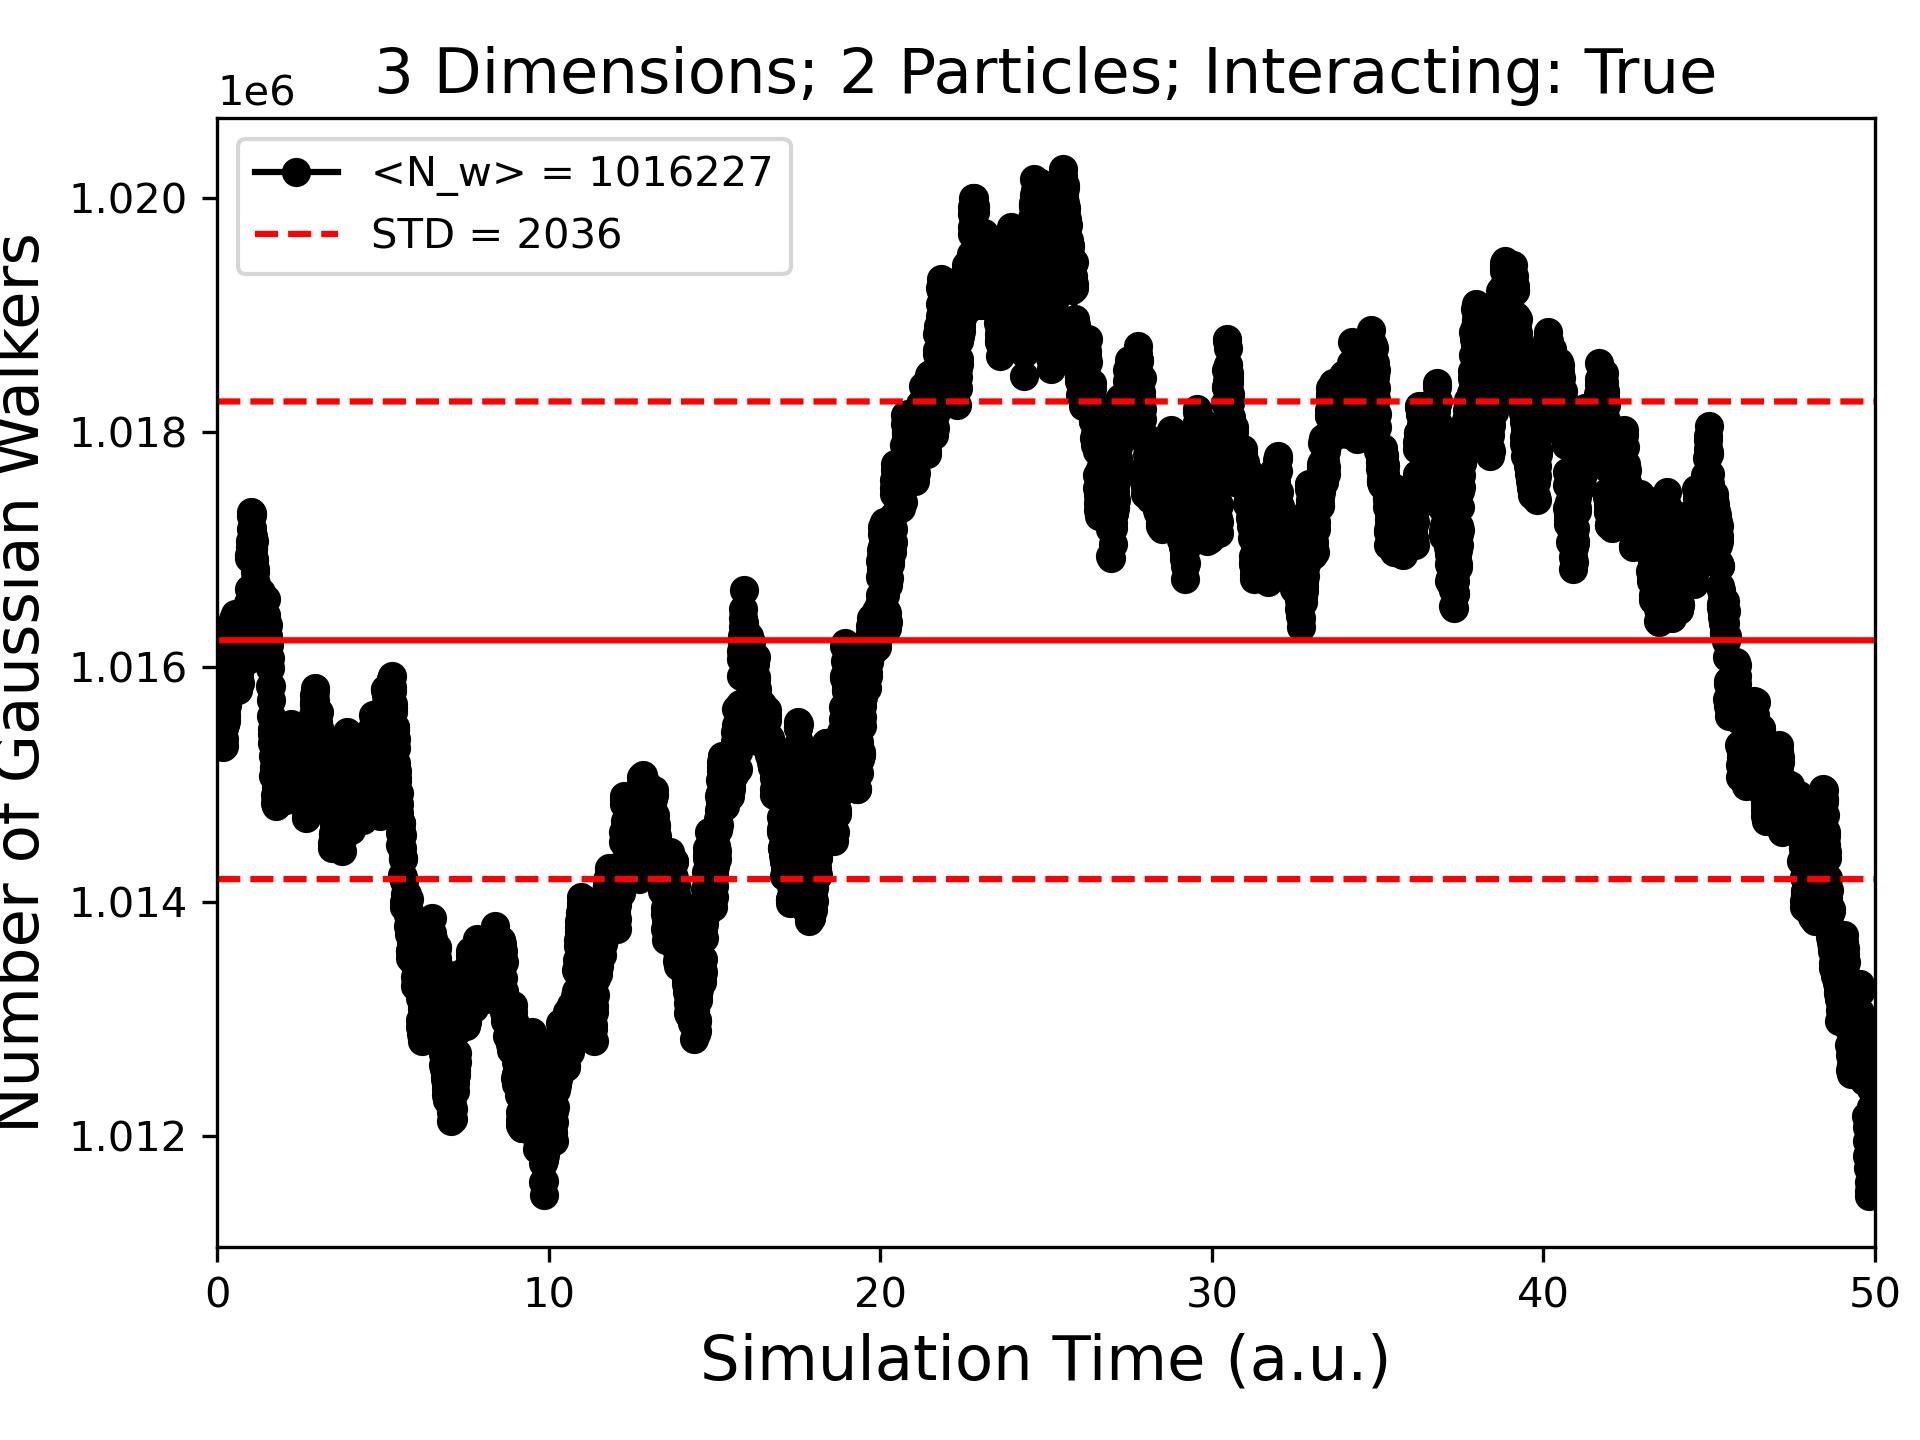 3 Dimensions; 2 Particles; Interacting: True
1e6
<N_w> = 1016227
STD = 2036
1.020
1.018
1.016
1.014
1.012
Number of Gaussian Walkers
0 10 20 30 40 50
Simulation Time (a.u.)